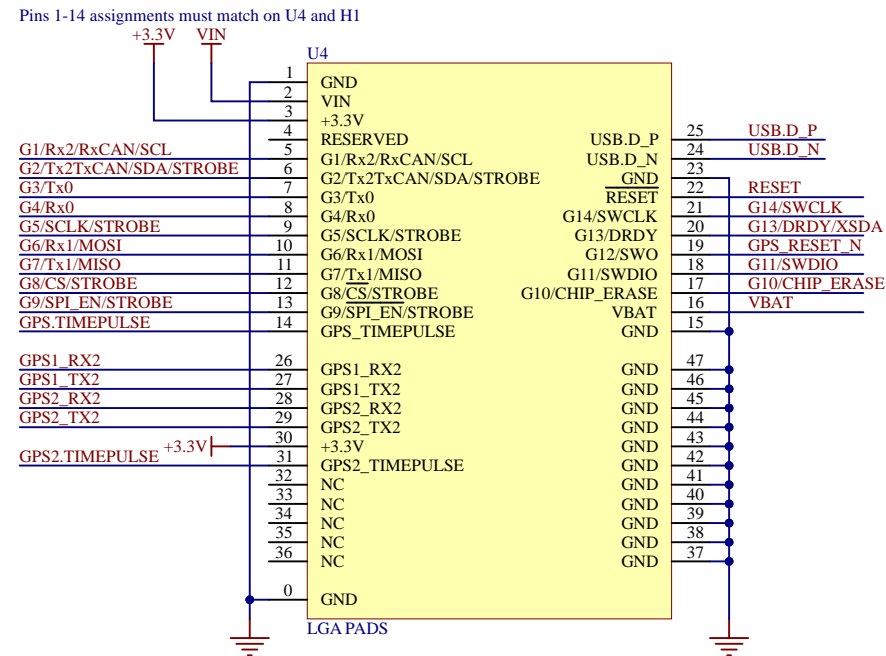 Pins 1-14 assignments must match on U4 and H1
+3.3V VIN
U4
1 GND
2 VIN
3 +3.3V
4 RESERVED USB.D_P 25 USB.D_P
G1/Rx2/RxCAN/SCL 5 G1/Rx2/RxCAN/SCL USB.D_N 24 USB.D_N
G2/Tx2TxCAN/SDA/STROBE 6 G2/Tx2TxCAN/SDA/STROBE GND 23
G3/Tx0 7 G3/Tx0 RESET 22 RESET
G4/Rx0 8 G4/Rx0 G14/SWCLK 21 G14/SWCLK
G5/SCLK/STROBE 9 G5/SCLK/STROBE G13/DRDY 20 G13/DRDY/XSDA
G6/Rx1/MOSI 10 G6/Rx1/MOSI G12/SWO 19 GPS_RESET_N
G7/Tx1/MISO 11 G7/Tx1/MISO G11/SWDIO 18 G11/SWDIO
G8/CS/STROBE 12 G8/CS/STROBE G10/CHIP_ERASE 17 G10/CHIP_ERASE
G9/SPI_EN/STROBE 13 G9/SPI_EN/STROBE VBAT 16 VBAT
GPS.TIMEPULSE 14 GPS_TIMEPULSE GND 15
GPS1_RX2 26 GPS1_RX2 GND 47
GPS1_TX2 27 GPS1_TX2 GND 46
GPS2_RX2 28 GPS2_RX2 GND 45
GPS2_TX2 29 GPS2_TX2 GND 44
+3.3V 30 +3.3V GND 43
GPS2.TIMEPULSE 31 GPS2_TIMEPULSE GND 42
32 NC GND 41
33 NC GND 40
34 NC GND 39
35 NC GND 38
36 NC GND 37
0 GND
LGA PADS